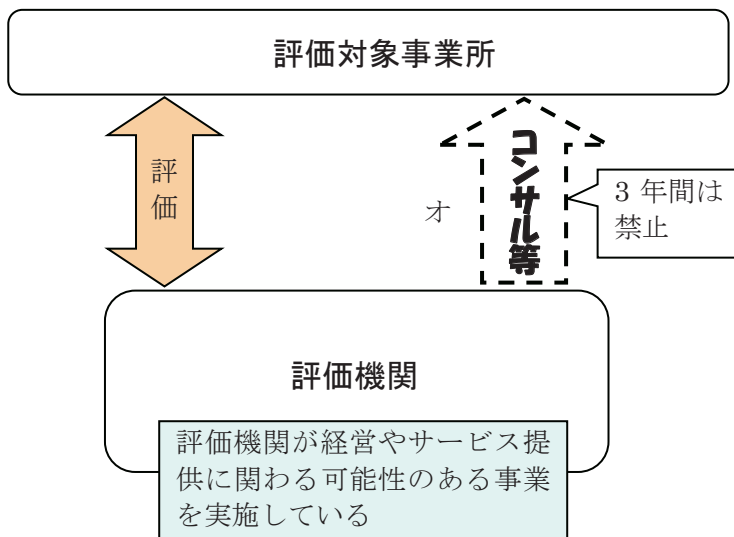 評価対象事業所
評
価
オ
コンサル等
3 年間は
禁止
評価機関
評価機関が経営やサービス提
供に関わる可能性のある事業
を実施している